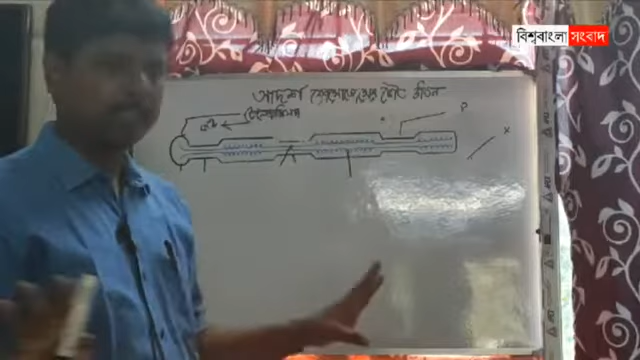 বিশ্ববাংলা সংবাদ
আদর্শ ক্রোমোজোমের ভৌত গঠন
টেলোমিয়ার
P
x